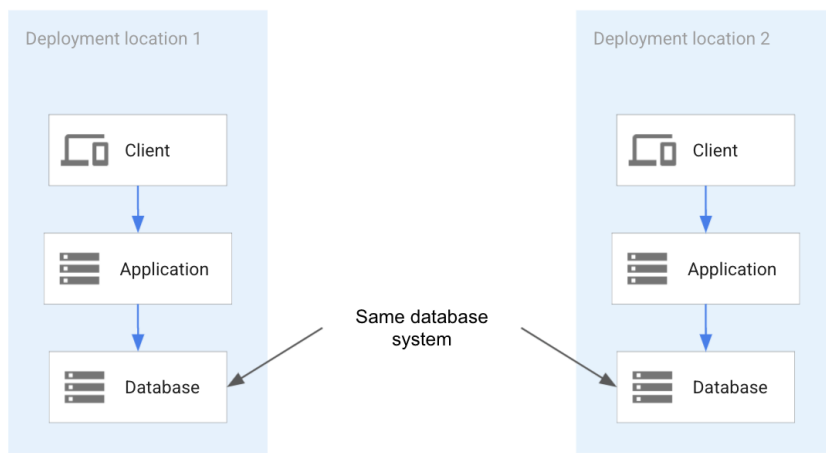 Deployment location 1
Client
Application
Database
Same database
system
Deployment location 2
Client
Application
Database